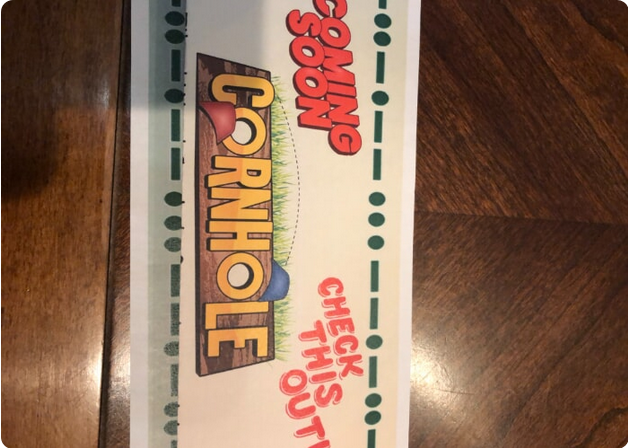 COMING
SOON
CORNHOLE
CHECK
THIS
OUT!